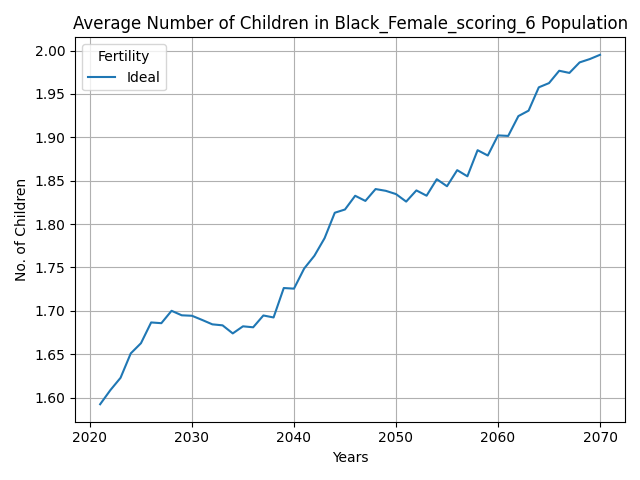 Average Number of Children in Black_Female_scoring_6 Population
Fertility
Ideal
No. of Children
2.00
1.95
1.90
1.85
1.80
1.75
1.70
1.65
1.60
2020 2030 2040 2050 2060 2070
Years